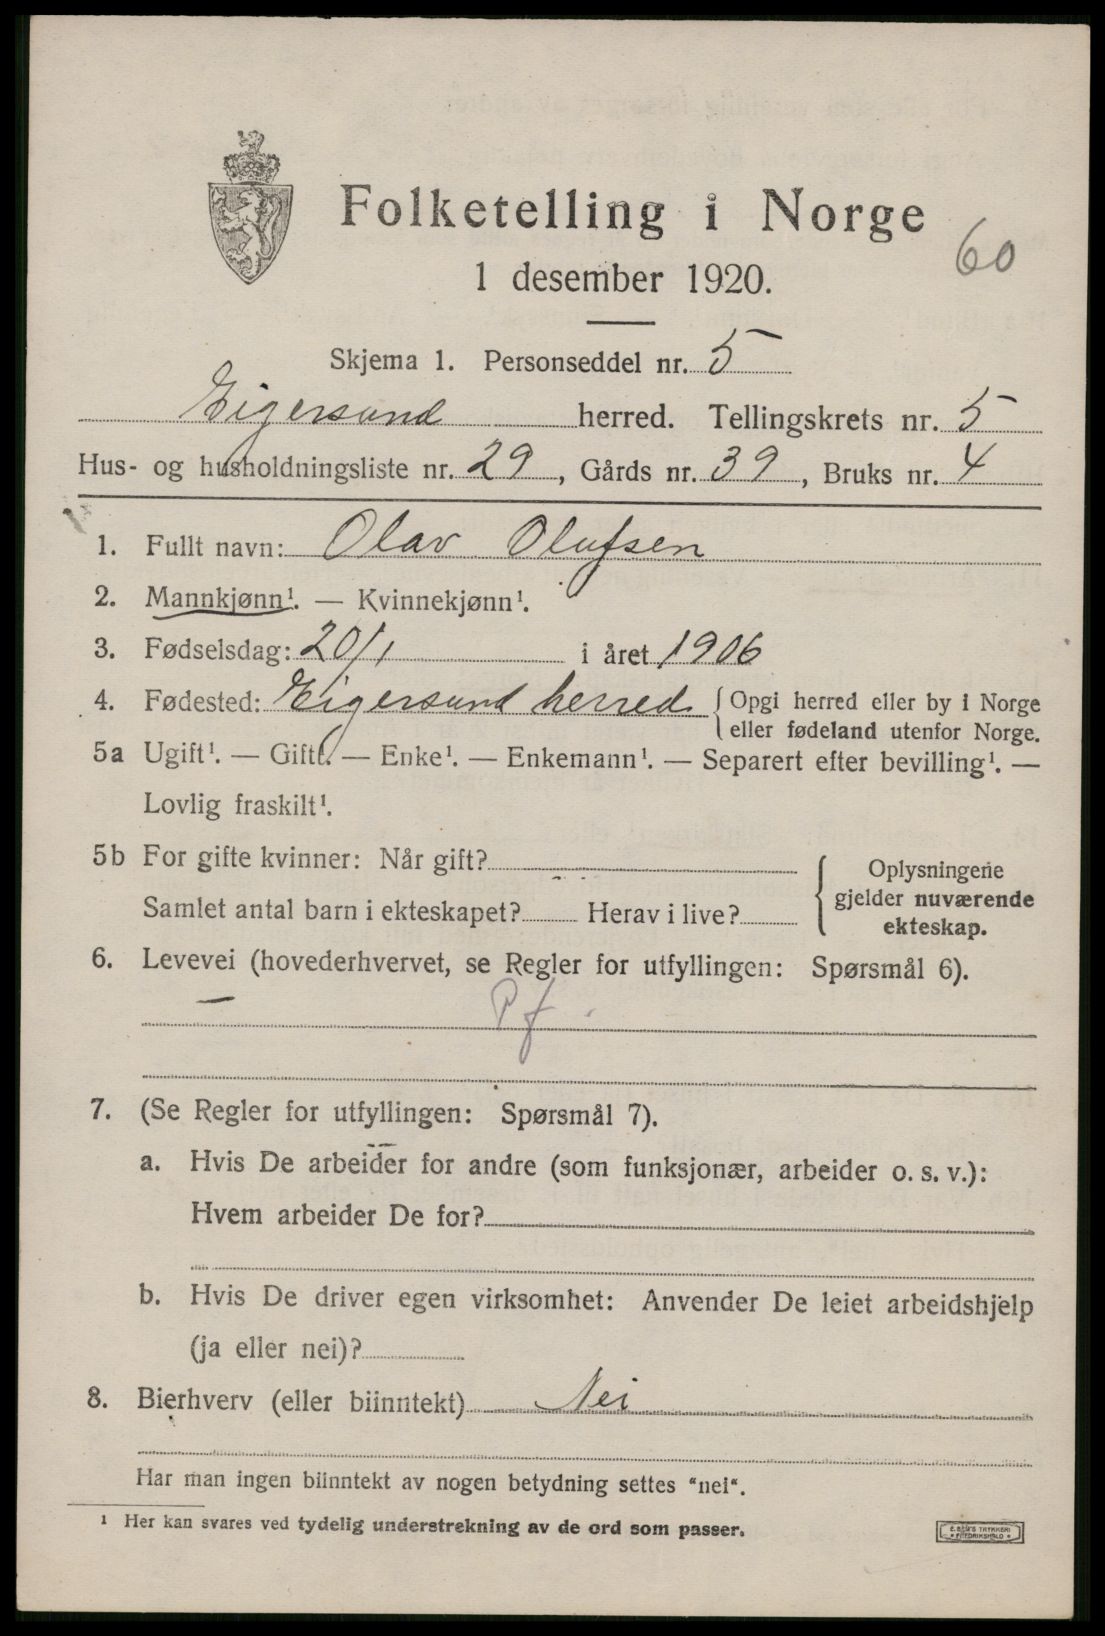 Folketelling i Norge
60
1 desember 1920.
Skjema 1. Personseddel nr. 5
Eigersund herred. Tellingskrets nr. 5
Hus- og husholdningsliste nr. 29, Gårds nr. 39, Bruks nr. 4
1. Fullt navn: Olav Olufsen
2. Mannkjønn¹. — Kvinnekjønn¹.
3. Fødselsdag: 20/1 i året 1906
4. Fødested: Eigersund herred { Opgi herred eller by i Norge
eller fødeland utenfor Norge.
5a Ugift¹. — Gift¹. — Enke¹. — Enkemann¹. — Separert efter bevilling¹. —
Lovlig fraskilt¹.
5b For gifte kvinner: Når gift?
Samlet antal barn i ekteskapet? Herav i live?
{ Oplysningene
gjelder nuværende
ekteskap.
6. Levevei (hovederhvervet, se Regler for utfyllingen: Spørsmål 6).
— Pf.
7. (Se Regler for utfyllingen: Spørsmål 7).
a. Hvis De arbeider for andre (som funksjonær, arbeider o. s. v.):
Hvem arbeider De for?
b. Hvis De driver egen virksomhet: Anvender De leiet arbeidshjelp
(ja eller nei)?
8. Bierhverv (eller biinntekt) Nei
Har man ingen biinntekt av nogen betydning settes "nei".
¹ Her kan svares ved tydelig understrekning av de ord som passer.